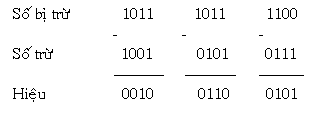 Số bị trừ 1011 1011 1100
- - -
Số trừ 1001 0101 0111
Hiệu 0010 0110 0101